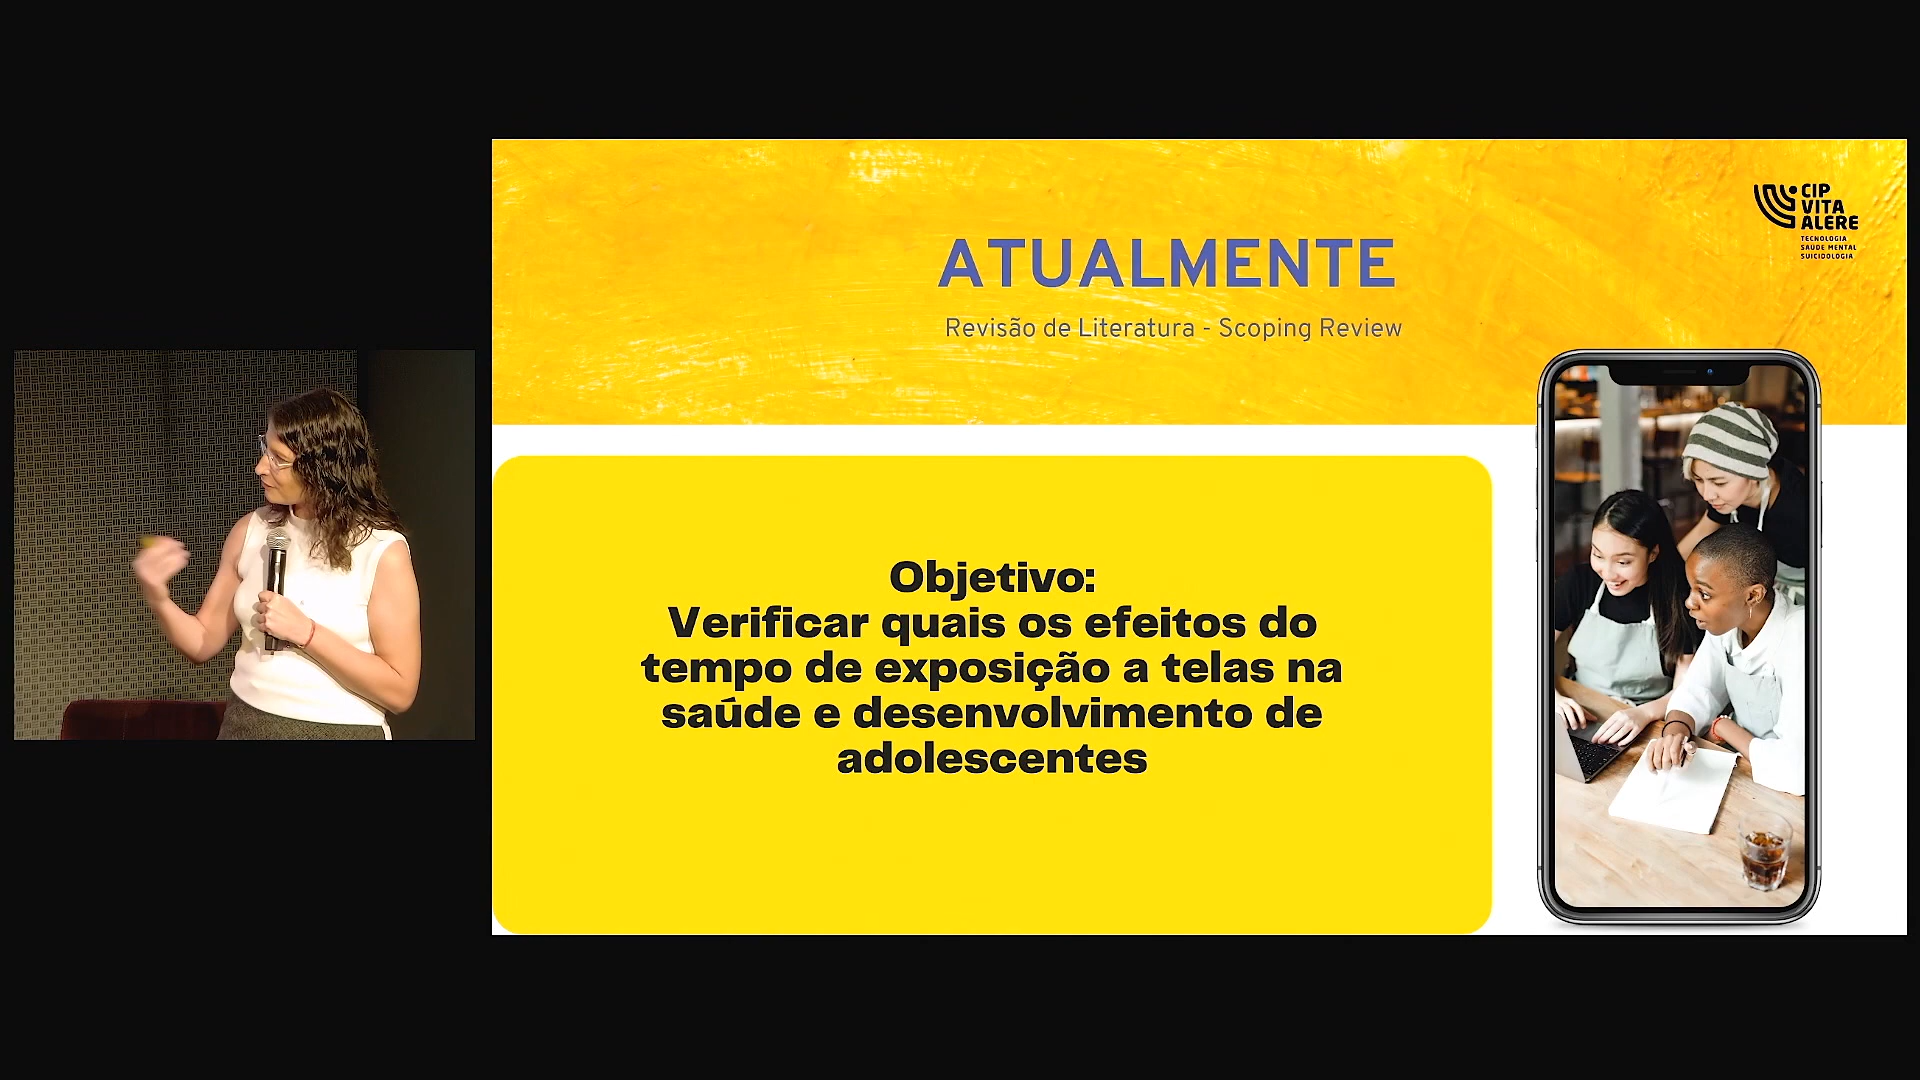 ATUALMENTE
Revisão de Literatura - Scoping Review
CIP
VITA
ALERE
TECNOLOGIA
SAÚDE MENTAL
SUICIDOLOGIA
Objetivo:
Verificar quais os efeitos do
tempo de exposição a telas na
saúde e desenvolvimento de
adolescentes